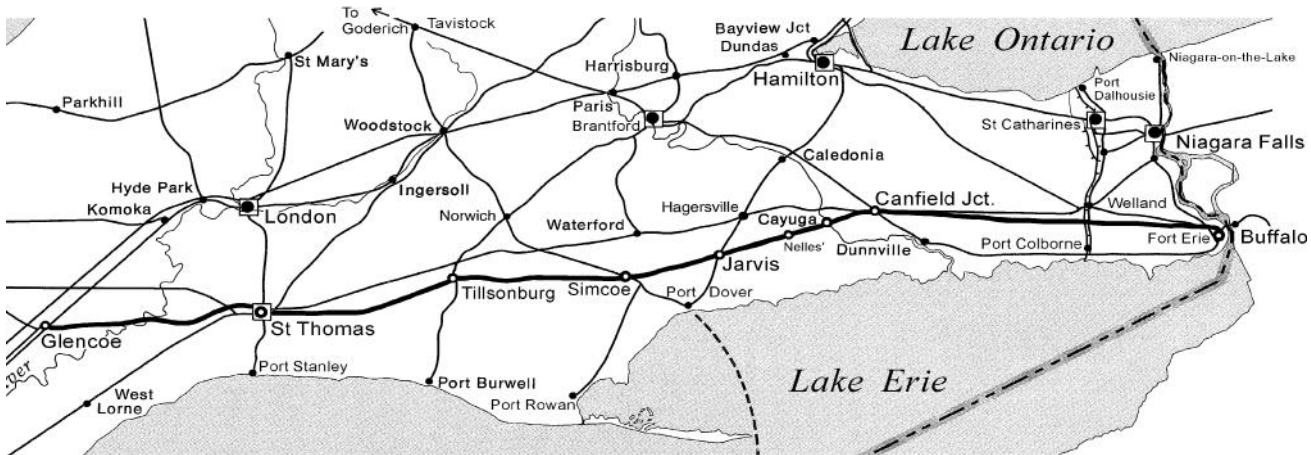 To
Goderich
Tavistock
Bayview Jct
Dundas
Lake Ontario
St Mary's
Harrisburg
Hamilton
Niagara-on-the-Lake
Parkhill
Paris
Port
Dalhousie
Woodstock
Brantford
St Catharines
Niagara Falls
Caledonia
Hyde Park
Ingersoll
Komoka
London
Norwich
Waterford
Hagersville
Cayuga
Canfield Jct.
Welland
Nelles'
Dunnville
Port Colborne
Fort Erie
Buffalo
Jarvis
Tillsonburg
Simcoe
Port Dover
St Thomas
Glencoe
Port Stanley
Port Burwell
Port Rowan
Lake Erie
West
Lorne